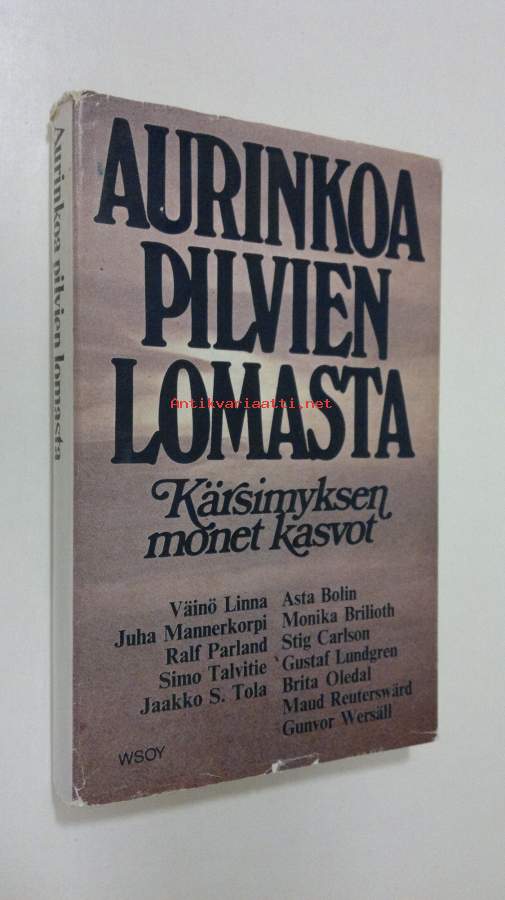 Aurinkoa pilvien lomasta
AURINKOA
PILVIEN
LOMASTA
Antikvariaatti.net
Kärsimyksen
monet kasvot
Väinö Linna
Juha Mannerkorpi
Ralf Parland
Simo Talvitie
Jaakko S. Tola
Asta Bolin
Monika Brilioth
Stig Carlson
Gustaf Lundgren
Brita Oledal
Maud Reuterswärd
Gunvor Wersäll
WSOY